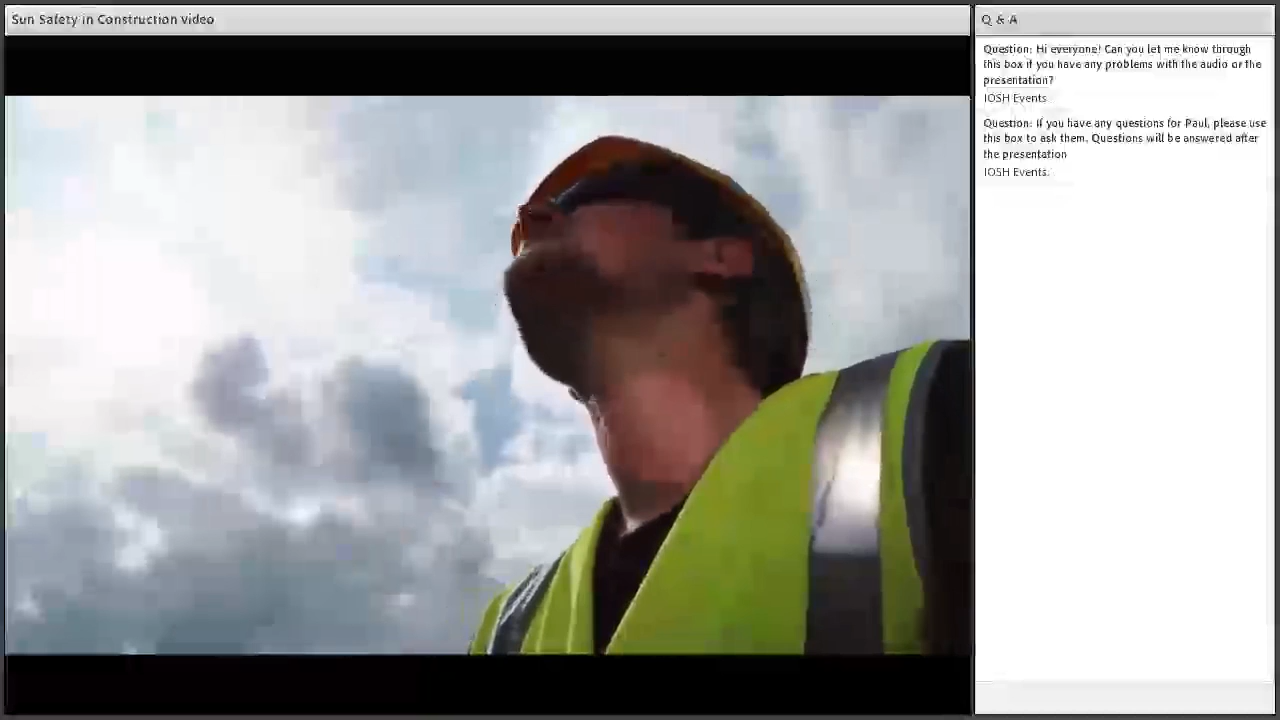 Sun Safety in Construction video
Q & A
Question: Hi everyone! Can you let me know through
this box if you have any problems with the audio or the
presentation?
IOSH Events
Question: If you have any questions for Paul, please use
this box to ask them. Questions will be answered after
the presentation
IOSH Events.